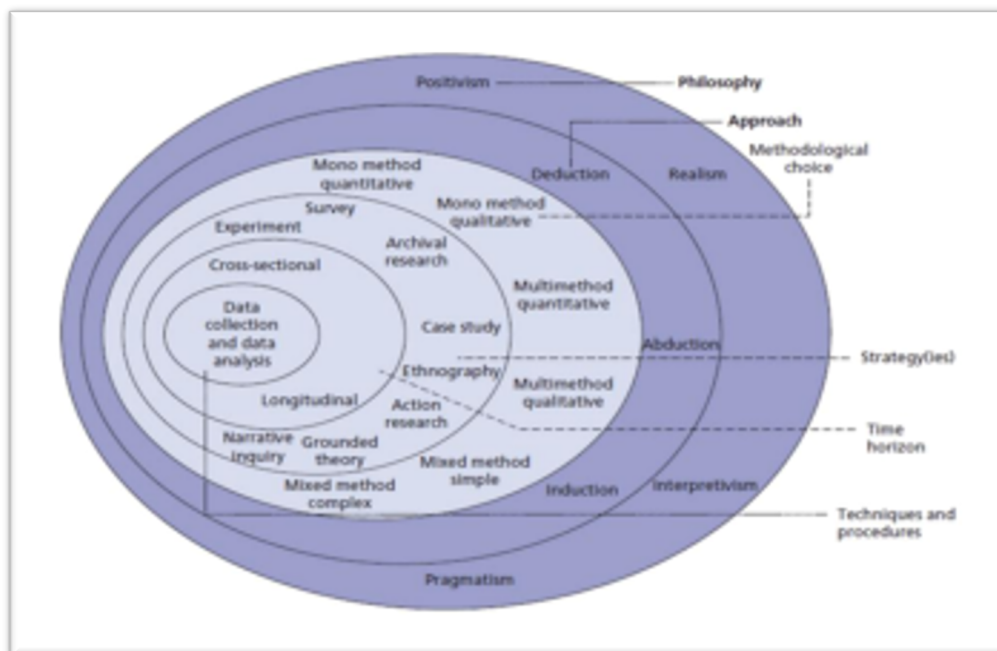 Positivism
Philosophy
Approach
Methodological
choice
Deduction
Realism
Mono method
quantitative
Mono method
qualitative
Survey
Experiment
Archival
research
Cross-sectional
Multimethod
quantitative
Data
collection
and data
analysis
Case study
Abduction
Strategy(ies)
Ethnography
Multimethod
qualitative
Longitudinal
Action
research
Time
horizon
Narrative
inquiry
Grounded
theory
Mixed method
simple
Mixed method
complex
Induction
Interpretivism
Techniques and
procedures
Pragmatism